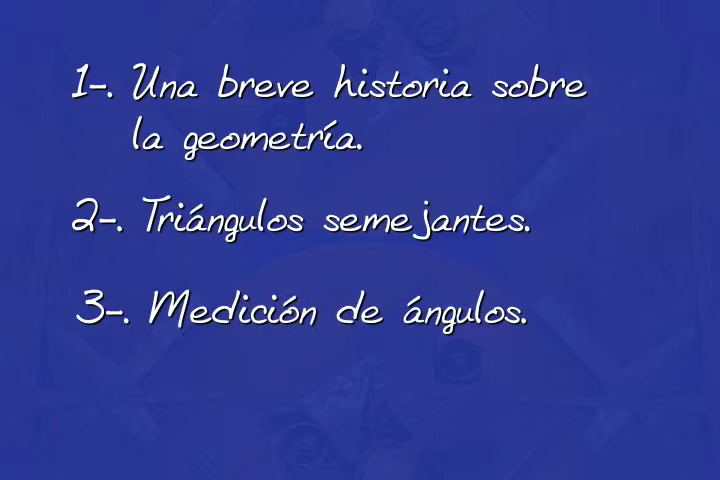 1-. Una breve historia sobre
la geometría.
2-. Triángulos semejantes.
3-. Medición de ángulos.